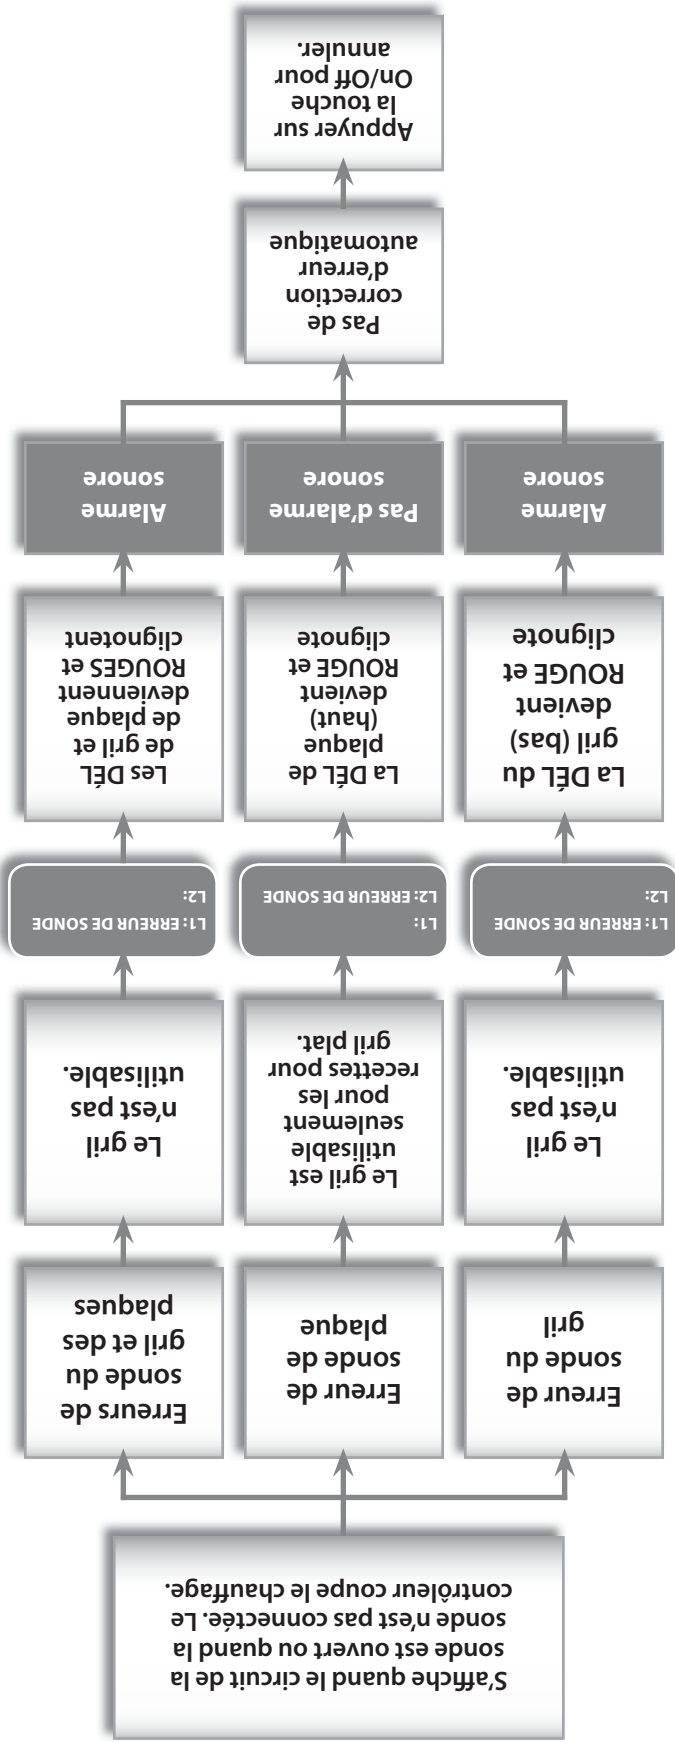 S'affiche quand le circuit de la
sonde est ouvert ou quand la
sonde n'est pas connectée. Le
contrôleur coupe le chauffage.
Erreur de
sonde du
gril
Erreur de
sonde de
plaque
Erreurs de
sonde du
gril et des
plaques
Le gril
n'est pas
utilisable.
Le gril est
utilisable
seulement
pour les
recettes pour
gril plat.
Le gril
n'est pas
utilisable.
L1: ERREUR DE SONDE
L2:
L1:
L2: ERREUR DE SONDE
L1: ERREUR DE SONDE
L2:
La DÉL du
gril (bas)
devient
ROUGE et
clignote
La DÉL de
plaque
(haut)
devient
ROUGE et
clignote
Les DÉL
de gril et
de plaque
deviennent
ROUGES et
clignotent
Alarme
sonore
Pas d'alarme
sonore
Alarme
sonore
Pas de
correction
d'erreur
automatique
Appuyer sur
la touche
On/Off pour
annuler.